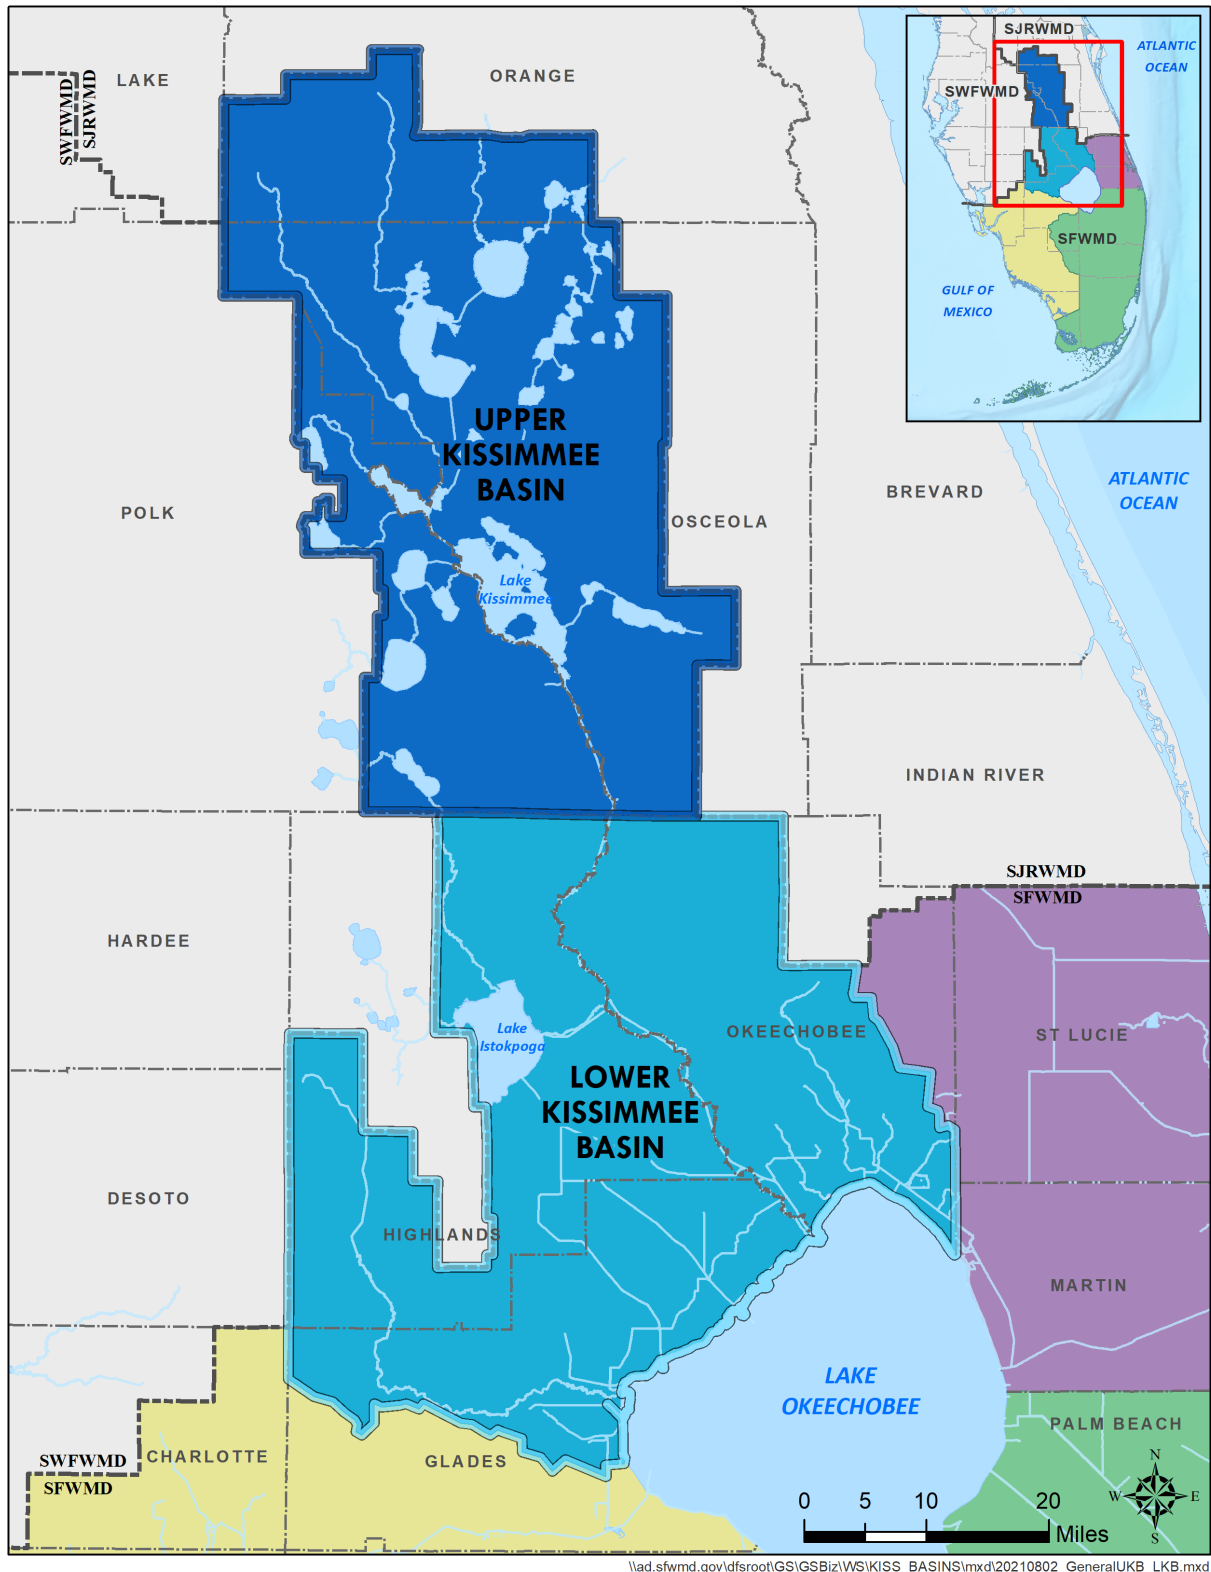 LAKE
ORANGE
SWFWMD
SJRWMD
SJRWMD
ATLANTIC
OCEAN
SWFWMD
SFWMD
GULF OF
MEXICO
UPPER
KISSIMMEE
BASIN
POLK
OSCEOLA
BREVARD
ATLANTIC
OCEAN
Lake
Kissimmee
INDIAN RIVER
SJRWMD
SFWMD
HARDEE
Lake
Istokpoga
OKEECHOBEE
ST LUCIE
LOWER
KISSIMMEE
BASIN
DESOTO
HIGHLANDS
MARTIN
LAKE
OKEECHOBEE
PALM BEACH
SWFWMD
SFWMD
CHARLOTTE
GLADES
N
W E
S
0 5 10 20
Miles
\\ad.sfwmd.gov\dfsroot\GS\GSBiz\WS\KISS_BASINS\mxd\20210802_GeneralUKB_LKB.mxd